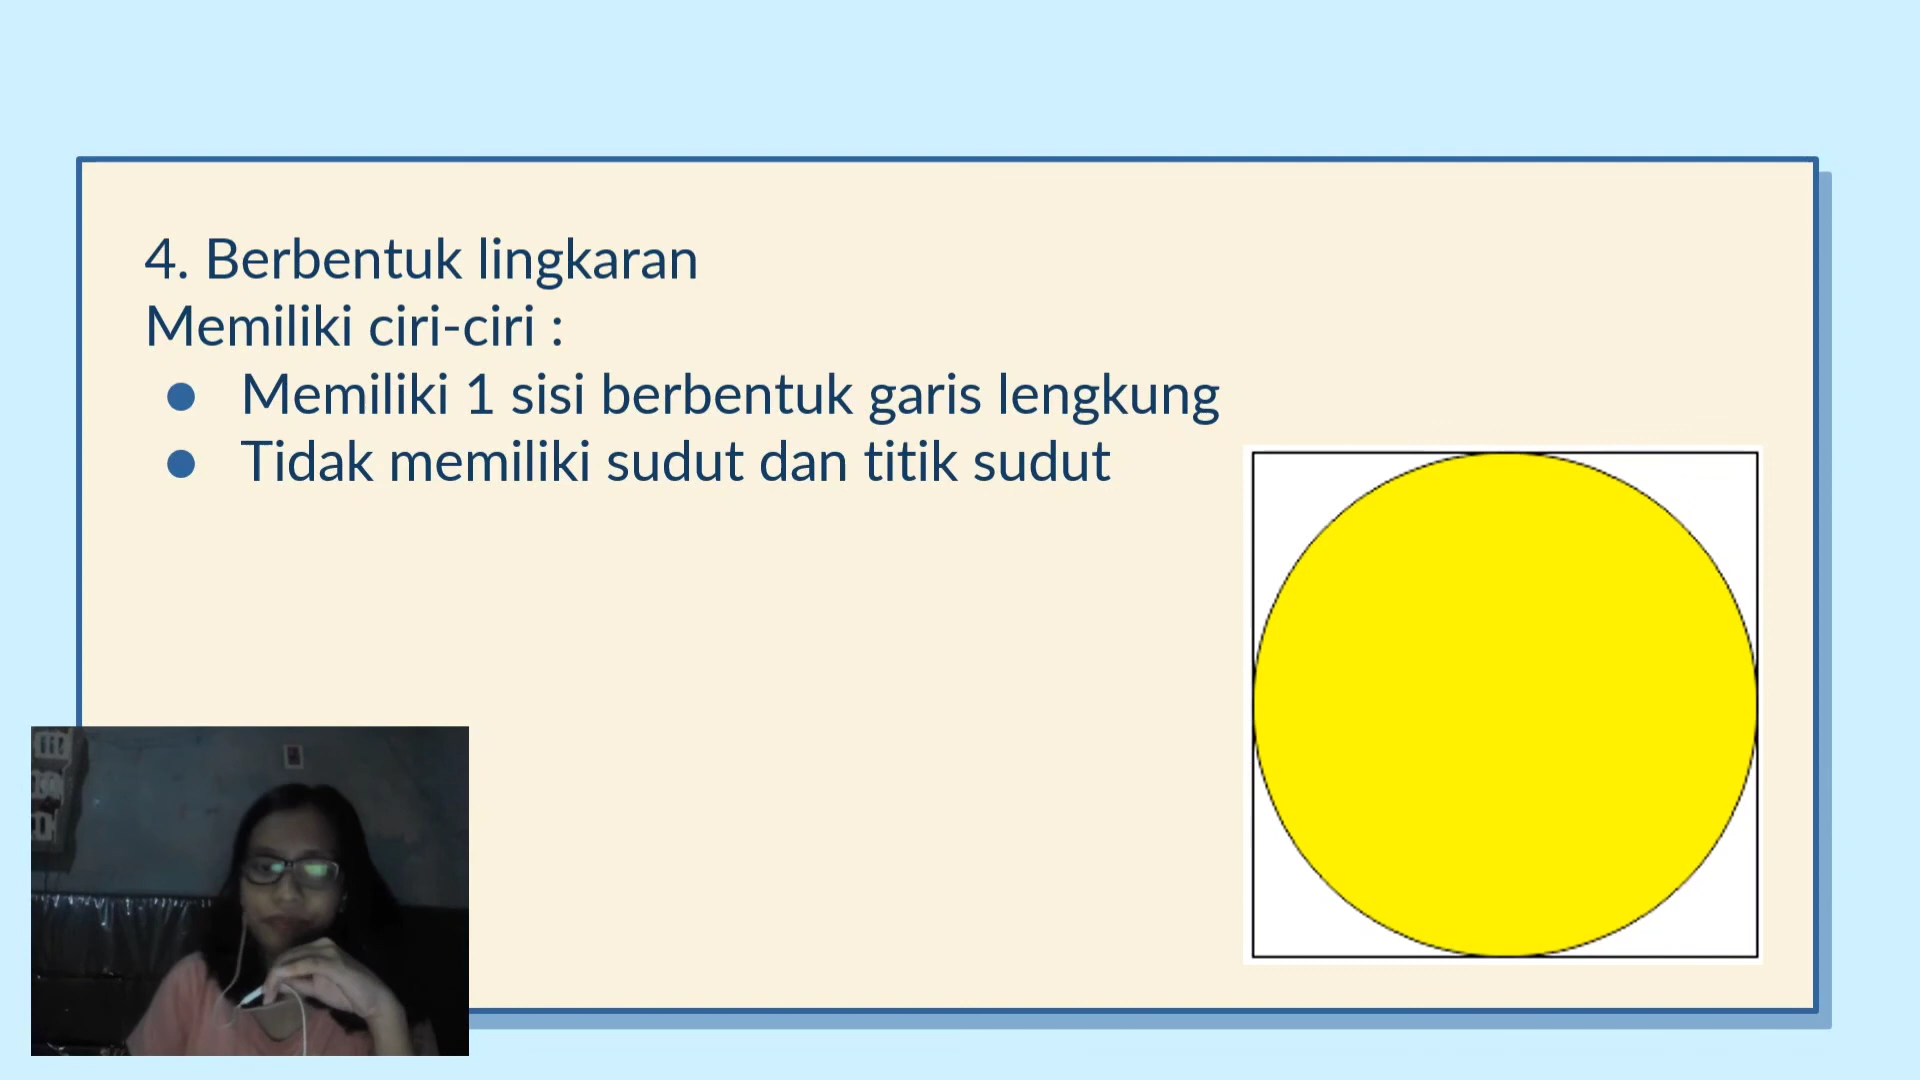 4. Berbentuk lingkaran
Memiliki ciri-ciri :
● Memiliki 1 sisi berbentuk garis lengkung
● Tidak memiliki sudut dan titik sudut